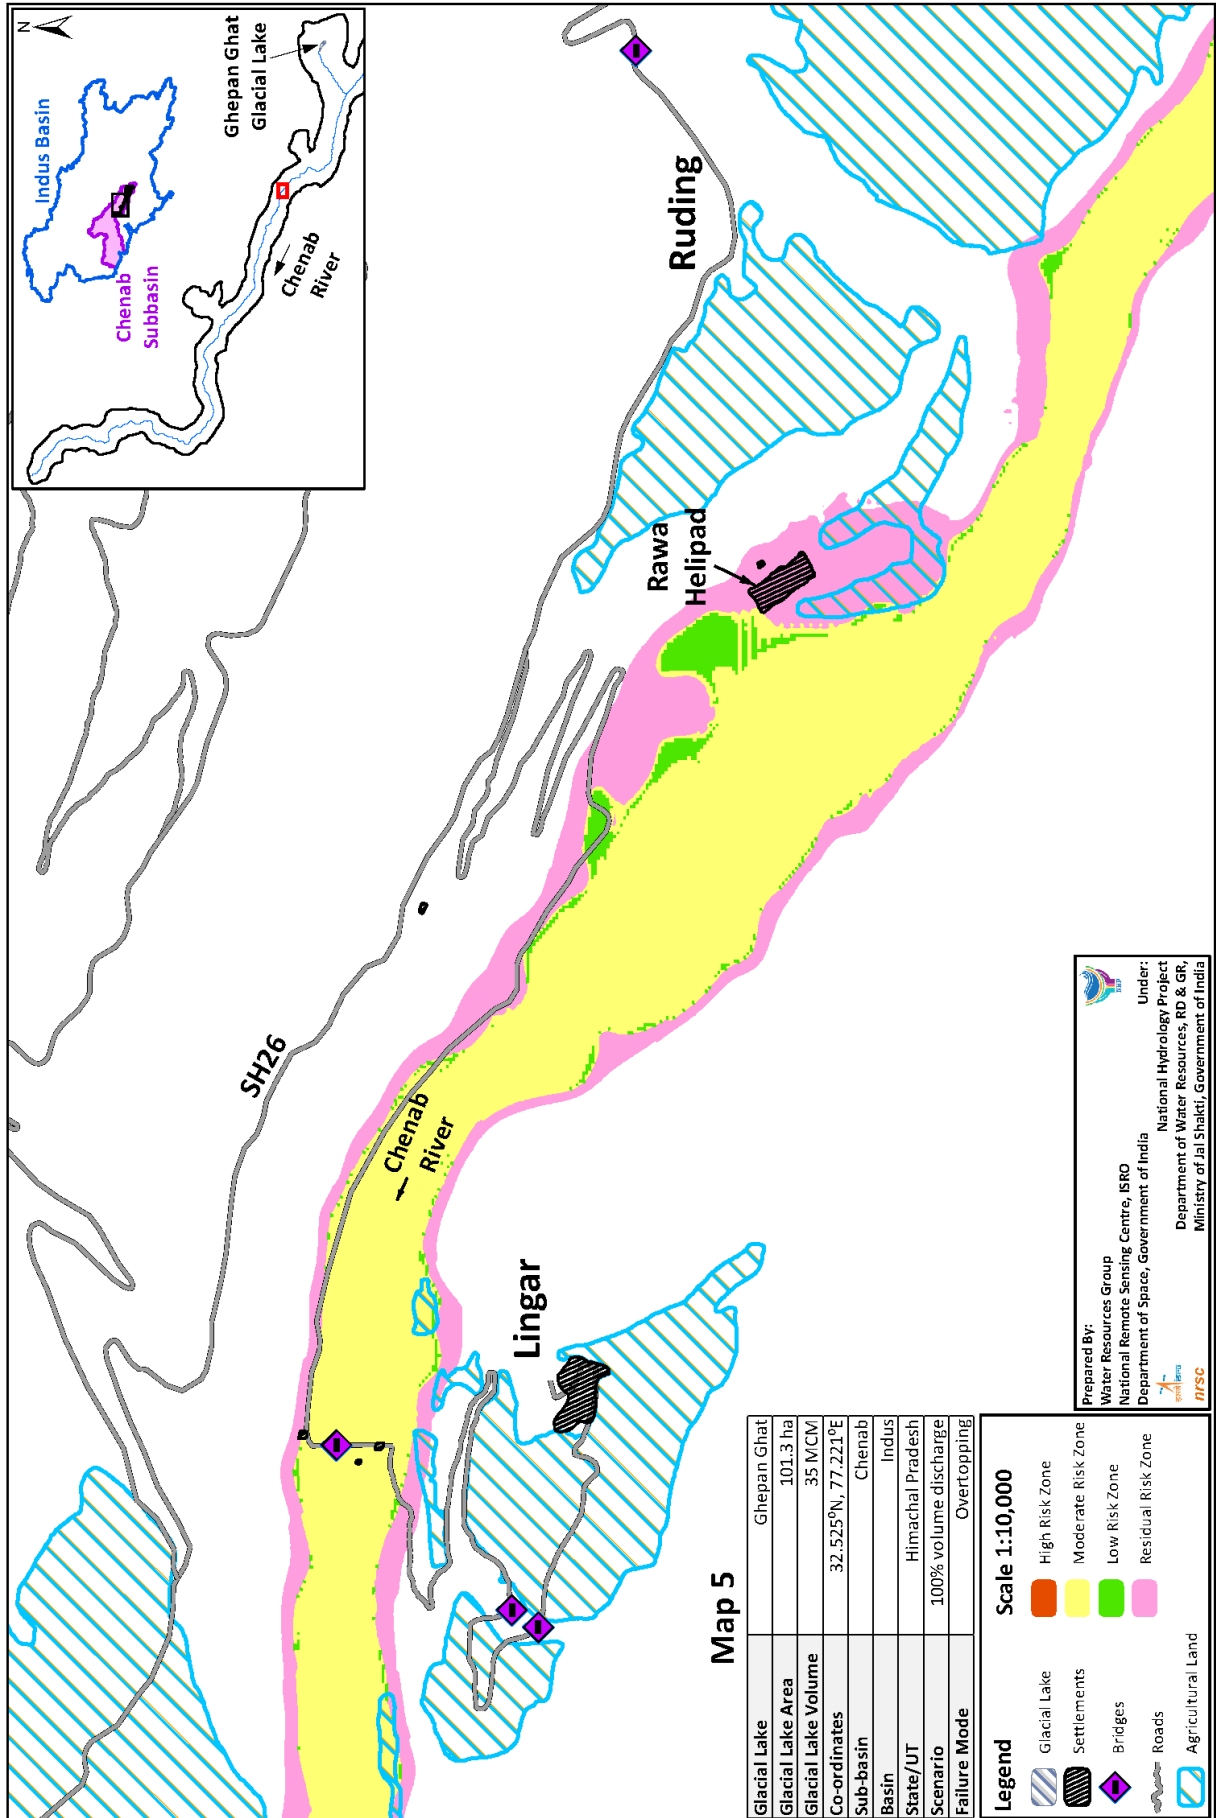 N
Indus Basin
Chenab
Subbasin
Ghepan Ghat
Glacial Lake
Chenab
River
SH26
Ruding
Rawa
Helipad
Chenab
River
Lingar
Map 5
Glacial Lake Ghepan Ghat
Glacial Lake Area 101.3 ha
Glacial Lake Volume 35 MCM
Co-ordinates 32.525⁰N, 77.221⁰E
Sub-basin Chenab
Basin Indus
State/UT Himachal Pradesh
Scenario 100% volume discharge
Failure Mode Overtopping
Legend
Scale 1:10,000
Glacial Lake
Settlements
Bridges
Roads
Agricultural Land
High Risk Zone
Moderate Risk Zone
Low Risk Zone
Residual Risk Zone
Prepared By:
Water Resources Group
National Remote Sensing Centre, ISRO
Department of Space, Government of India
nrsc
Under:
National Hydrology Project
Department of Water Resources, RD & GR,
Ministry of Jal Shakti, Government of India